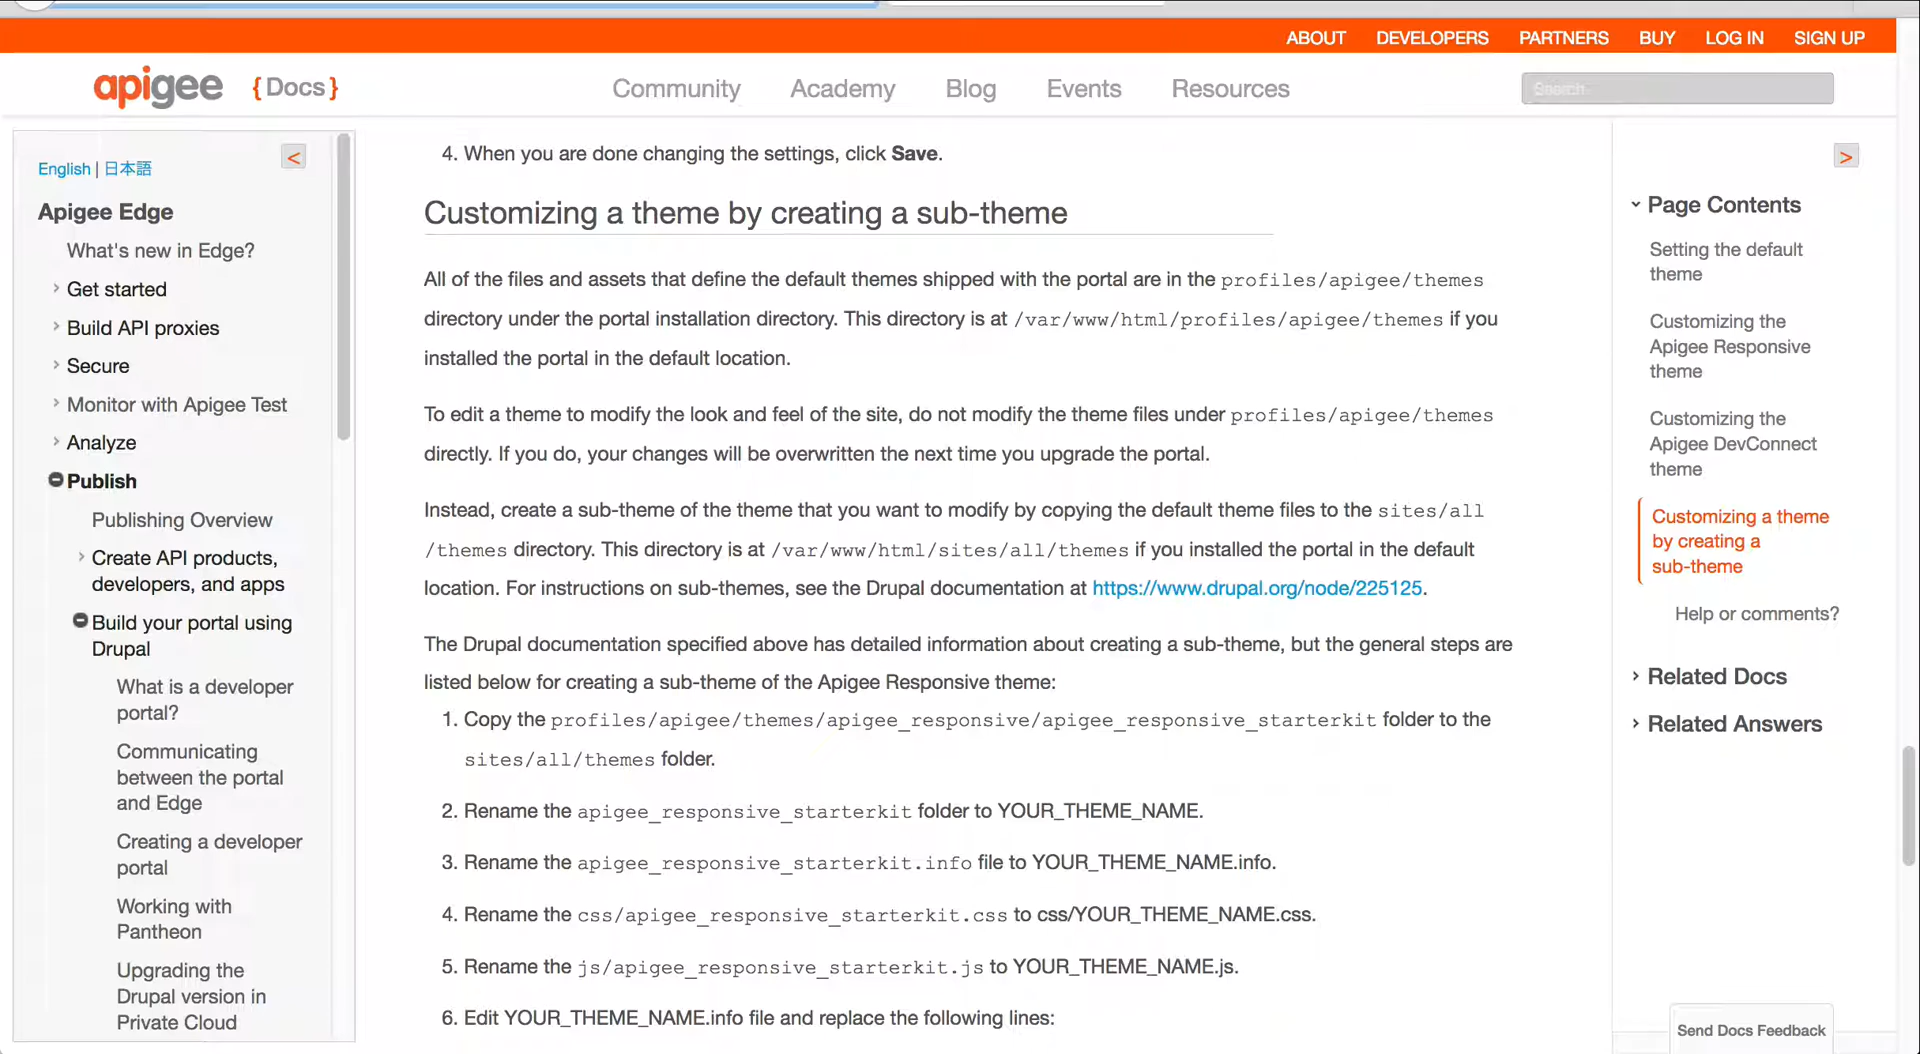 ABOUT DEVELOPERS PARTNERS BUY LOG IN SIGN UP
apigee {Docs} Community Academy Blog Events Resources Search
English | 日本語
<
Apigee Edge
What's new in Edge?
Get started
Build API proxies
Secure
Monitor with Apigee Test
Analyze
Publish
Publishing Overview
Create API products,
developers, and apps
Build your portal using
Drupal
What is a developer
portal?
Communicating
between the portal
and Edge
Creating a developer
portal
Working with
Pantheon
Upgrading the
Drupal version in
Private Cloud
4. When you are done changing the settings, click Save.
Customizing a theme by creating a sub-theme
All of the files and assets that define the default themes shipped with the portal are in the profiles/apigee/themes
directory under the portal installation directory. This directory is at /var/www/html/profiles/apigee/themes if you
installed the portal in the default location.
To edit a theme to modify the look and feel of the site, do not modify the theme files under profiles/apigee/themes
directly. If you do, your changes will be overwritten the next time you upgrade the portal.
Instead, create a sub-theme of the theme that you want to modify by copying the default theme files to the sites/all
/themes directory. This directory is at /var/www/html/sites/all/themes if you installed the portal in the default
location. For instructions on sub-themes, see the Drupal documentation at https://www.drupal.org/node/225125.
The Drupal documentation specified above has detailed information about creating a sub-theme, but the general steps are
listed below for creating a sub-theme of the Apigee Responsive theme:
1. Copy the profiles/apigee/themes/apigee_responsive/apigee_responsive_starterkit folder to the
sites/all/themes folder.
2. Rename the apigee_responsive_starterkit folder to YOUR_THEME_NAME.
3. Rename the apigee_responsive_starterkit.info file to YOUR_THEME_NAME.info.
4. Rename the css/apigee_responsive_starterkit.css to css/YOUR_THEME_NAME.css.
5. Rename the js/apigee_responsive_starterkit.js to YOUR_THEME_NAME.js.
6. Edit YOUR_THEME_NAME.info file and replace the following lines:
>
Page Contents
Setting the default
theme
Customizing the
Apigee Responsive
theme
Customizing the
Apigee DevConnect
theme
Customizing a theme
by creating a
sub-theme
Help or comments?
Related Docs
Related Answers
Send Docs Feedback